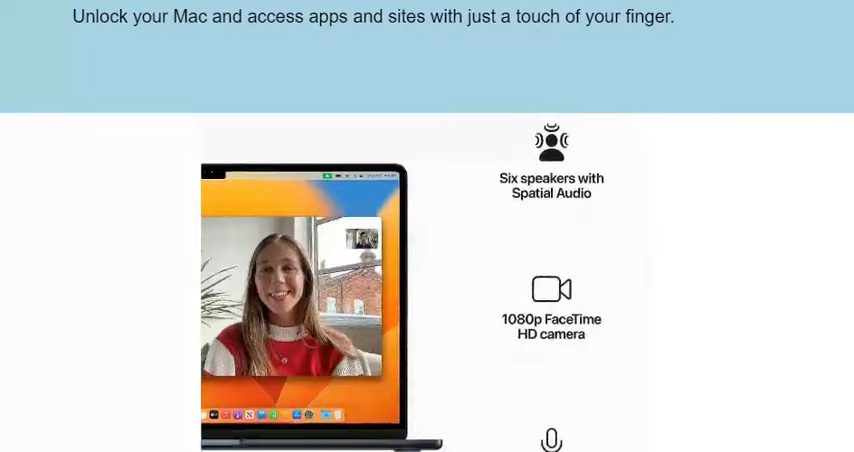 Unlock your Mac and access apps and sites with just a touch of your finger.
Six speakers with
Spatial Audio
1080p FaceTime
HD camera